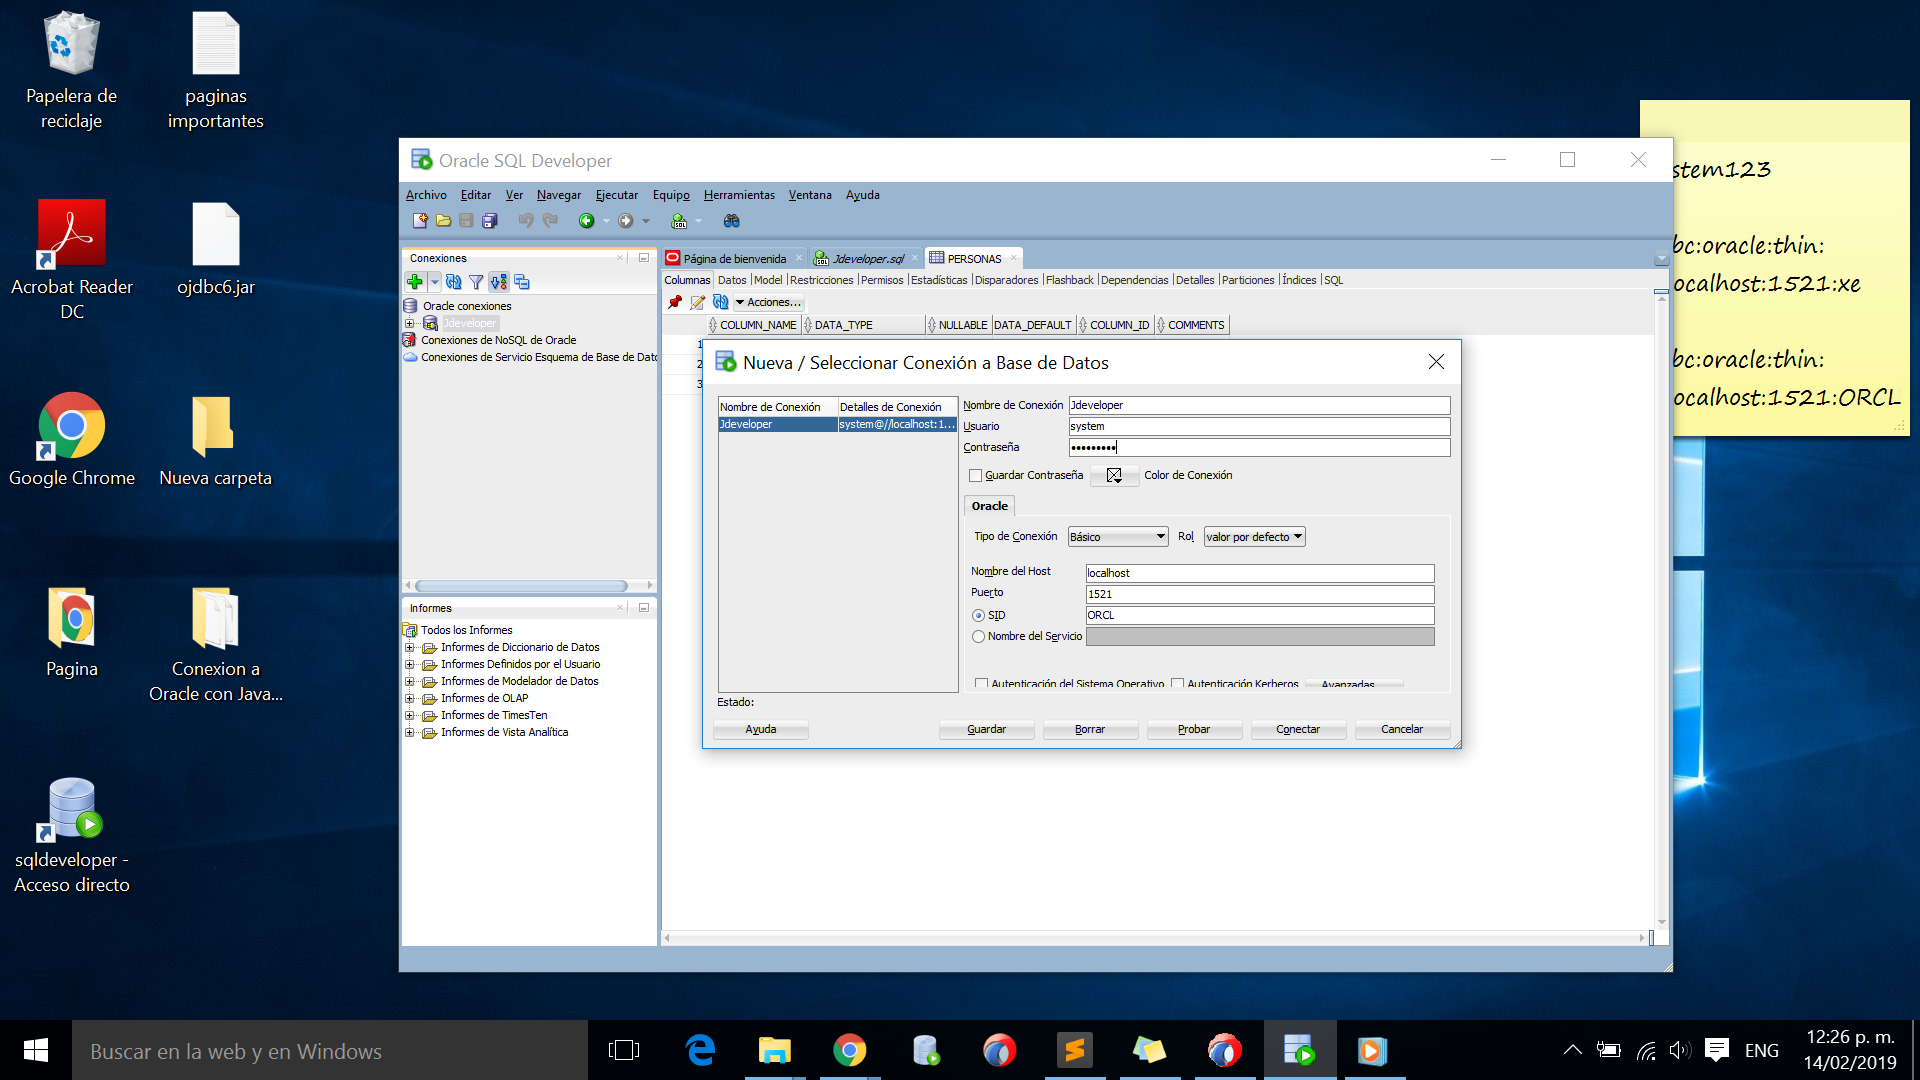 Papelera de
reciclaje
paginas
importantes
Acrobat Reader
DC
ojdbc6.jar
Google Chrome
Nueva carpeta
Pagina
Conexion a
Oracle con Java...
sqldeveloper -
Acceso directo
stem123
bc:oracle:thin:
ocalhost:1521:xe
bc:oracle:thin:
ocalhost:1521:ORCL
Oracle SQL Developer
Archivo Editar Ver Navegar Ejecutar Equipo Herramientas Ventana Ayuda
Conexiones
Oracle conexiones
Jdeveloper
Conexiones de NoSQL de Oracle
Conexiones de Servicio Esquema de Base de Dato
Informes
Todos los Informes
Informes de Diccionario de Datos
Informes Definidos por el Usuario
Informes de Modelador de Datos
Informes de OLAP
Informes de TimesTen
Informes de Vista Analítica
Página de bienvenida Jdeveloper.sql PERSONAS
Columnas Datos Model Restricciones Permisos Estadísticas Disparadores Flashback Dependencias Detalles Particiones Índices SQL
Acciones...
COLUMN_NAME DATA_TYPE NULLABLE DATA_DEFAULT COLUMN_ID COMMENTS
1
2
3
Nueva / Seleccionar Conexión a Base de Datos
Nombre de Conexión Detalles de Conexión
Jdeveloper system@//localhost:1...
Nombre de Conexión Jdeveloper
Usuario system
Contraseña •••••••••
Guardar Contraseña Color de Conexión
Oracle
Tipo de Conexión Básico Rol valor por defecto
Nombre del Host localhost
Puerto 1521
SID ORCL
Nombre del Servicio
Autenticación del Sistema Operativo Autenticación Kerberos Avanzadas
Estado:
Ayuda Guardar Borrar Probar Conectar Cancelar
Buscar en la web y en Windows
ENG
12:26 p. m.
14/02/2019